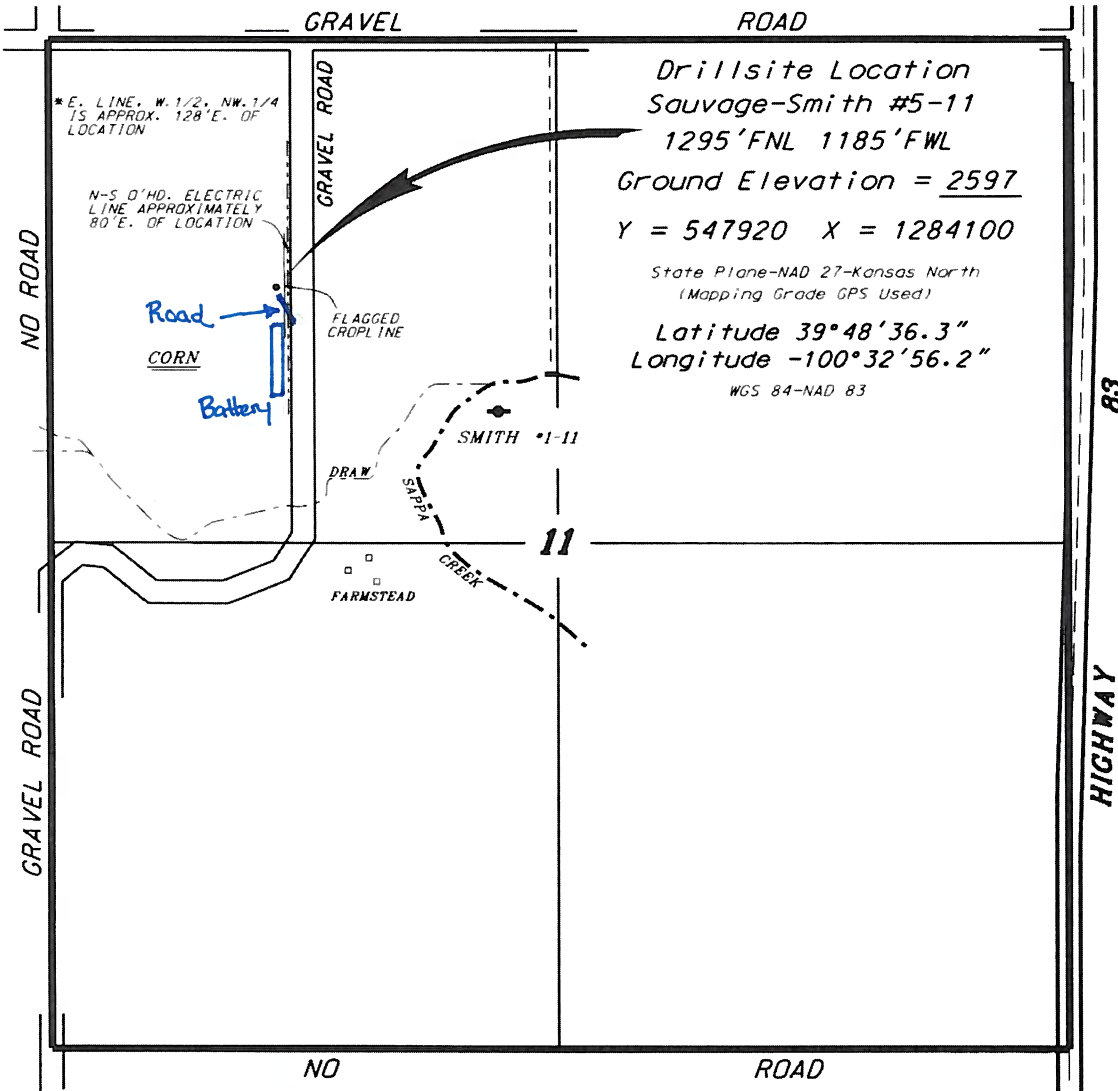 GRAVEL
ROAD
GRAVEL ROAD
* E. LINE, W. 1/2, NW. 1/4
IS APPROX. 128'E. OF
LOCATION
N-S O'HD. ELECTRIC
LINE APPROXIMATELY
80'E. OF LOCATION
Drillsite Location
Sauvage-Smith #5-11
1295'FNL 1185'FWL
Ground Elevation = 2597
Y = 547920 X = 1284100
State Plane-NAD 27-Kansas North
(Mapping Grade GPS Used)
Latitude 39°48'36.3"
Longitude -100°32'56.2"
WGS 84-NAD 83
NO ROAD
Road
FLAGGED
CROPLINE
CORN
Battery
SMITH #1-11
DRAW
SAPPA
CREEK
11
FARMSTEAD
83
HIGHWAY
GRAVEL ROAD
NO
ROAD